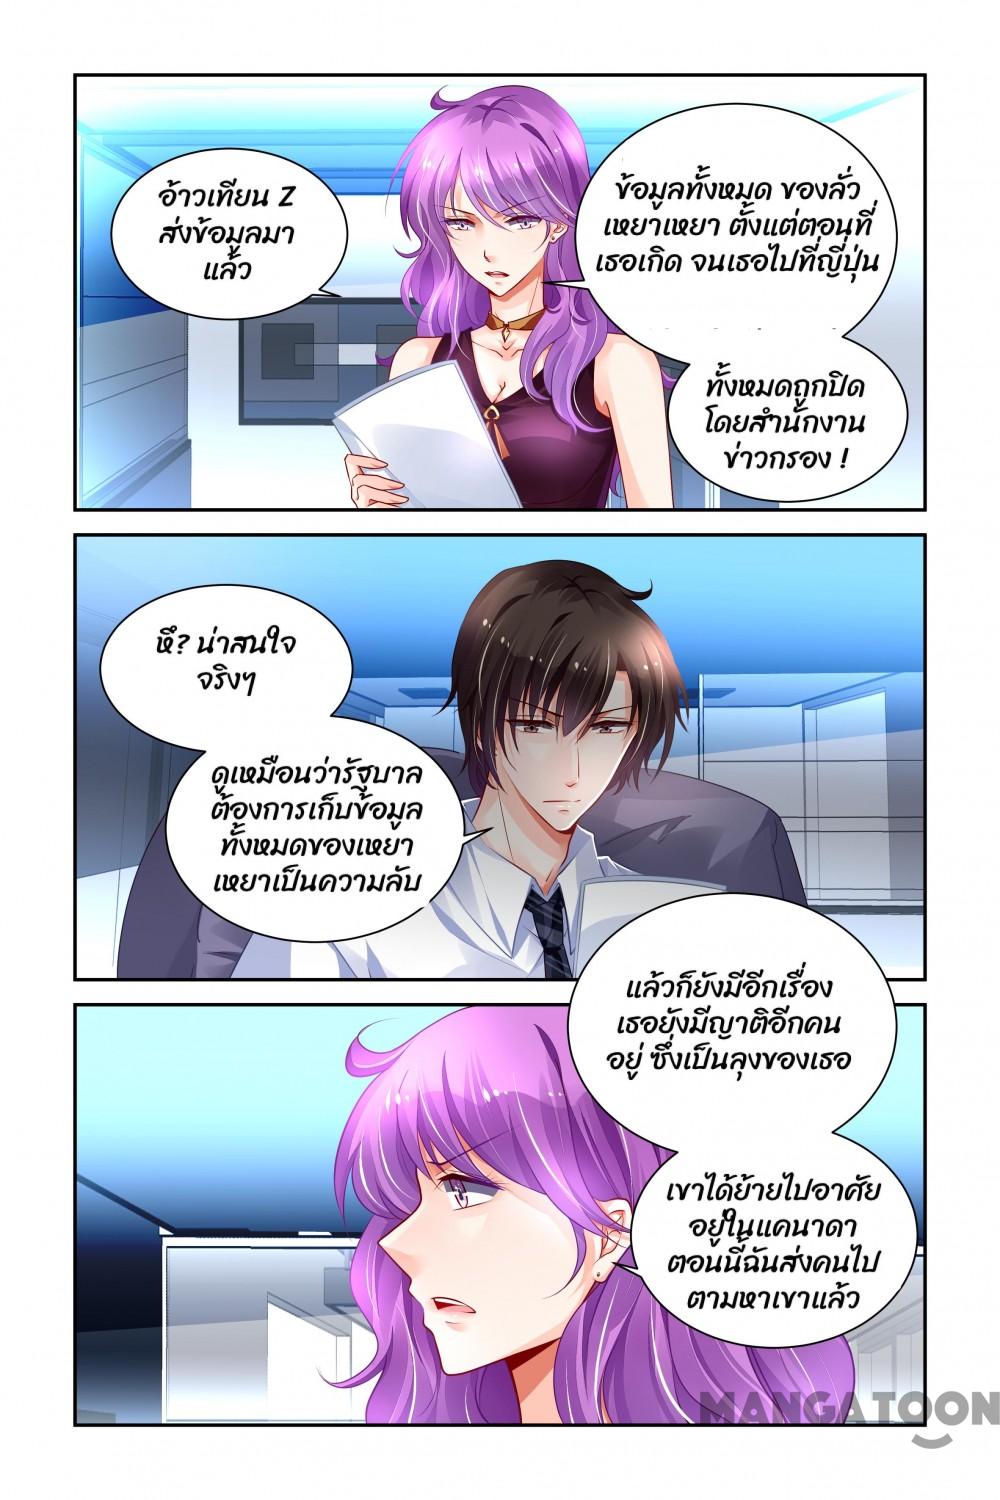 อ้าวเทียน Z
ส่งข้อมูลมา
แล้ว
ข้อมูลทั้งหมด ของลั่ว
เหยาเหยา ตั้งแต่ตอนที่
เธอเกิด จนเธอไปที่ญี่ปุ่น
ทั้งหมดถูกปิด
โดยสำนักงาน
ข่าวกรอง !
หึ? น่าสนใจ
จริงๆ
ดูเหมือนว่ารัฐบาล
ต้องการเก็บข้อมูล
ทั้งหมดของเหยา
เหยาเป็นความลับ
แล้วก็ยังมีอีกเรื่อง
เธอยังมีญาติอีกคน
อยู่ ซึ่งเป็นลุงของเธอ
เขาได้ย้ายไปอาศัย
อยู่ในแคนาดา
ตอนนี้ฉันส่งคนไป
ตามหาเขาแล้ว
MANGATOON